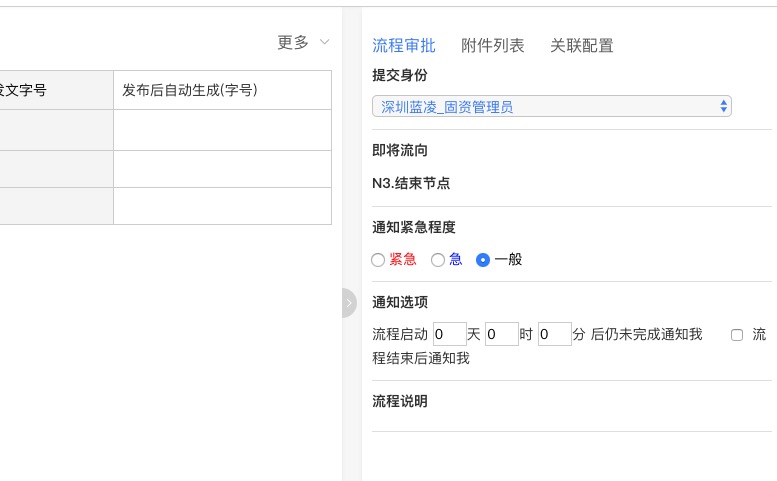 更多
发文字号
发布后自动生成(字号)
流程审批 附件列表 关联配置
提交身份
深圳蓝凌_固资管理员
即将流向
N3.结束节点
通知紧急程度
紧急 急 一般
通知选项
流程启动 0 天 0 时 0 分 后仍未完成通知我 流
程结束后通知我
流程说明